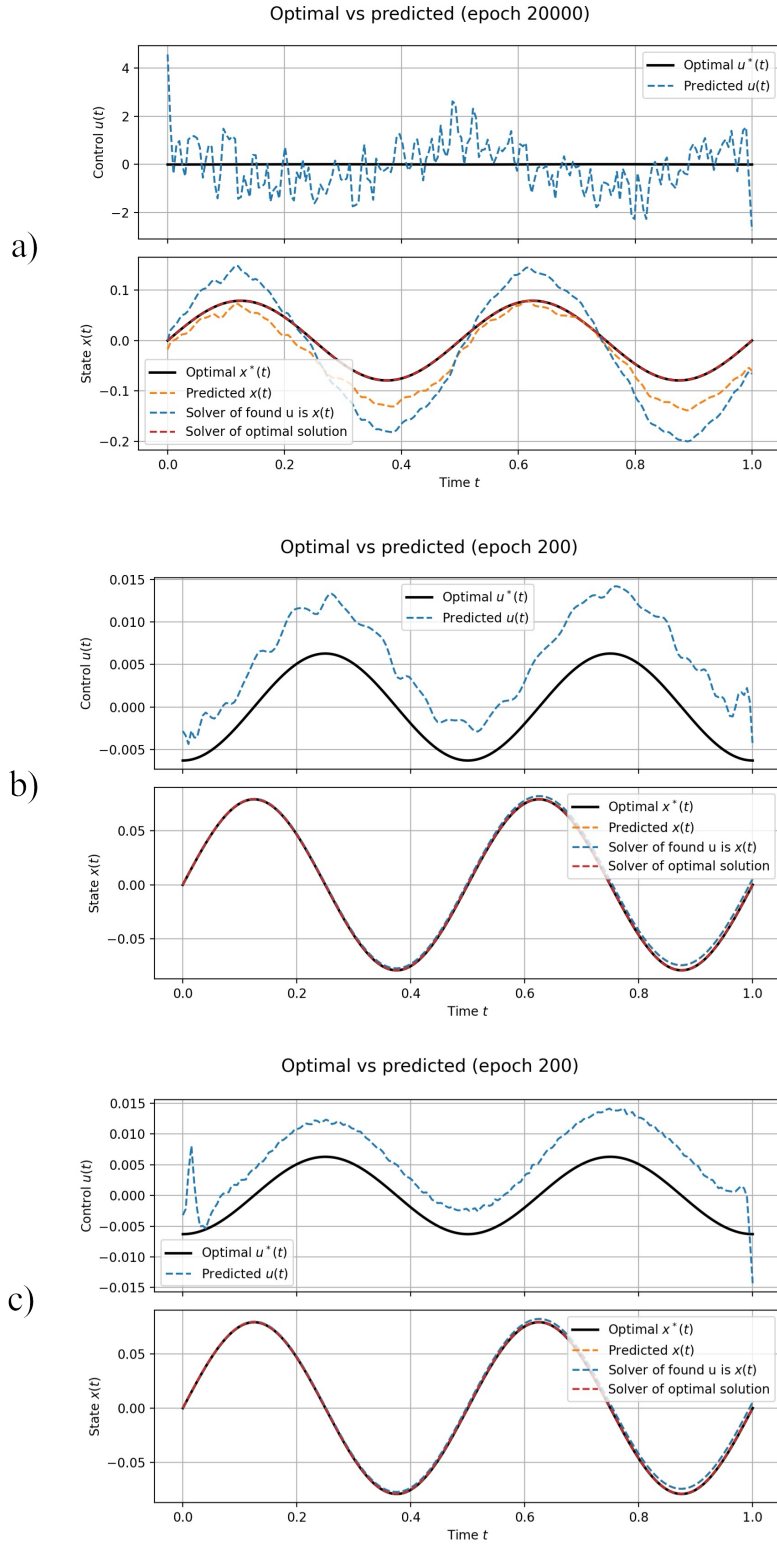 Optimal vs predicted (epoch 20000)
a)
Control u(t)
4
2
0
−2
Optimal u*(t)
Predicted u(t)
State x(t)
0.1
0.0
−0.1
−0.2
Optimal x*(t)
Predicted x(t)
Solver of found u is x(t)
Solver of optimal solution
0.0 0.2 0.4 0.6 0.8 1.0
Time t
Optimal vs predicted (epoch 200)
b)
Control u(t)
0.015
0.010
0.005
0.000
−0.005
Optimal u*(t)
Predicted u(t)
State x(t)
0.05
0.00
−0.05
Optimal x*(t)
Predicted x(t)
Solver of found u is x(t)
Solver of optimal solution
0.0 0.2 0.4 0.6 0.8 1.0
Time t
Optimal vs predicted (epoch 200)
c)
Control u(t)
0.015
0.010
0.005
0.000
−0.005
−0.010
−0.015
Optimal u*(t)
Predicted u(t)
State x(t)
0.05
0.00
−0.05
Optimal x*(t)
Predicted x(t)
Solver of found u is x(t)
Solver of optimal solution
0.0 0.2 0.4 0.6 0.8 1.0
Time t